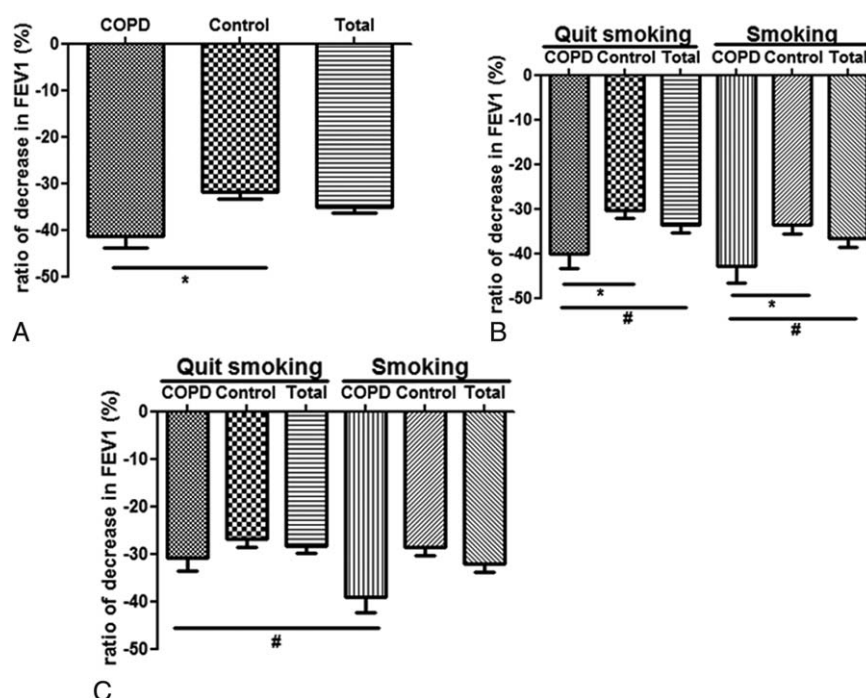 COPD Control Total
ratio of decrease in FEV1 (%)
0
-10
-20
-30
-40
-50
*
A
Quit smoking Smoking
COPD Control Total COPD Control Total
ratio of decrease in FEV1 (%)
0
-10
-20
-30
-40
-50
* *
# #
B
Quit smoking Smoking
COPD Control Total COPD Control Total
ratio of decrease in FEV1 (%)
0
-10
-20
-30
-40
-50
#
C